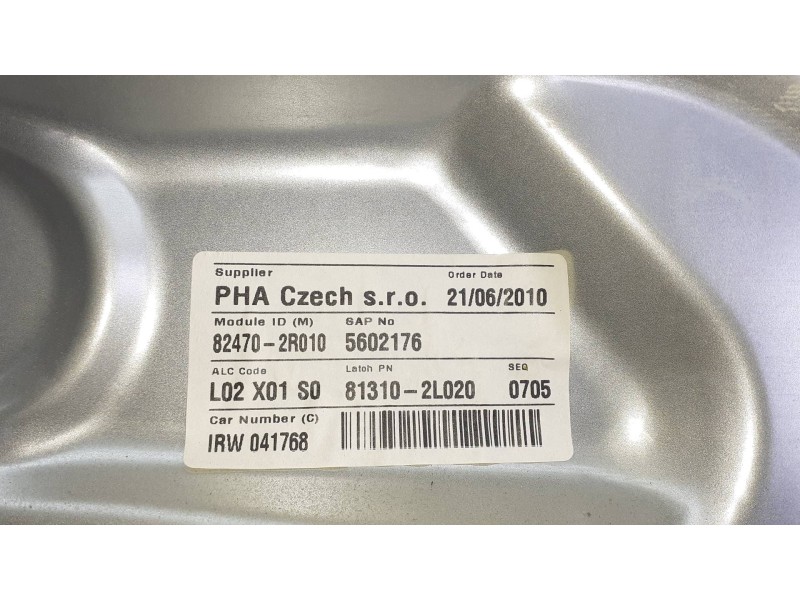 Supplier Order Date
PHA Czech s.r.o. 21/06/2010
Module ID (M) SAP No
82470-2R010 5602176
ALC Code Latch PN SEQ
L02 X01 S0 81310-2L020 0705
Car Number (C)
IRW 041768